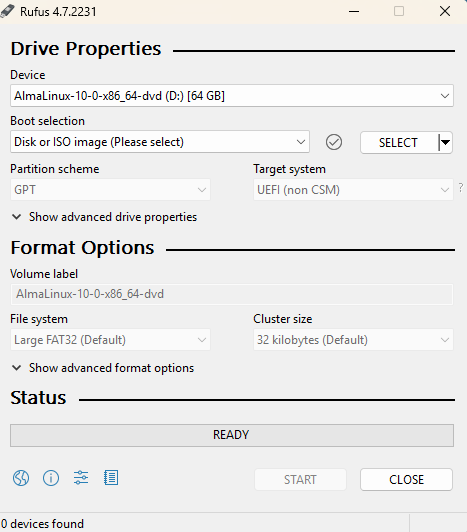 Rufus 4.7.2231
Drive Properties
Device
AlmaLinux-10-0-x86_64-dvd (D:) [64 GB]
Boot selection
Disk or ISO image (Please select)
SELECT
Partition scheme
Target system
GPT
UEFI (non CSM)
?
Show advanced drive properties
Format Options
Volume label
AlmaLinux-10-0-x86_64-dvd
File system
Cluster size
Large FAT32 (Default)
32 kilobytes (Default)
Show advanced format options
Status
READY
START
CLOSE
0 devices found